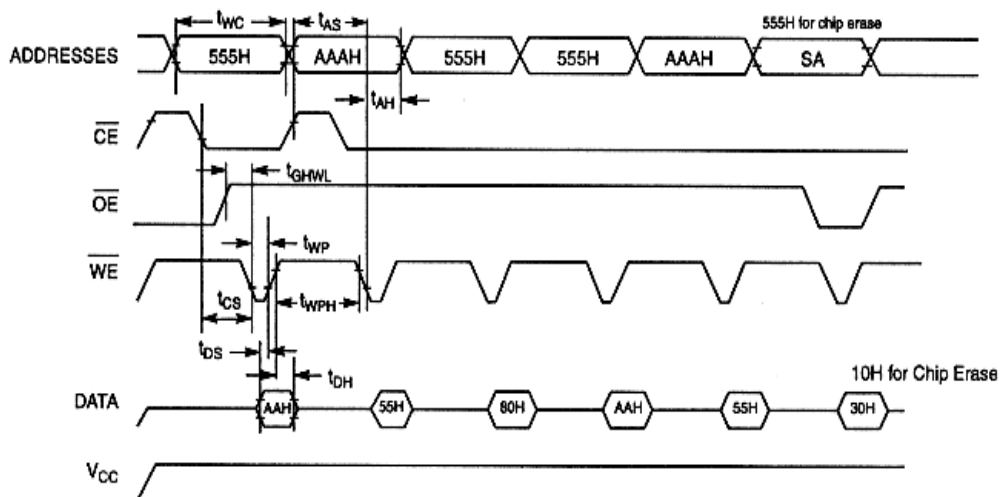 tWC
tAS
555H for chip erase
ADDRESSES
555H
AAAH
555H
555H
AAAH
SA
tAH
CE
tGHWL
OE
tWP
WE
tCS
tWPH
tDS
tDH
10H for Chip Erase
DATA
AAH
55H
80H
AAH
55H
30H
VCC